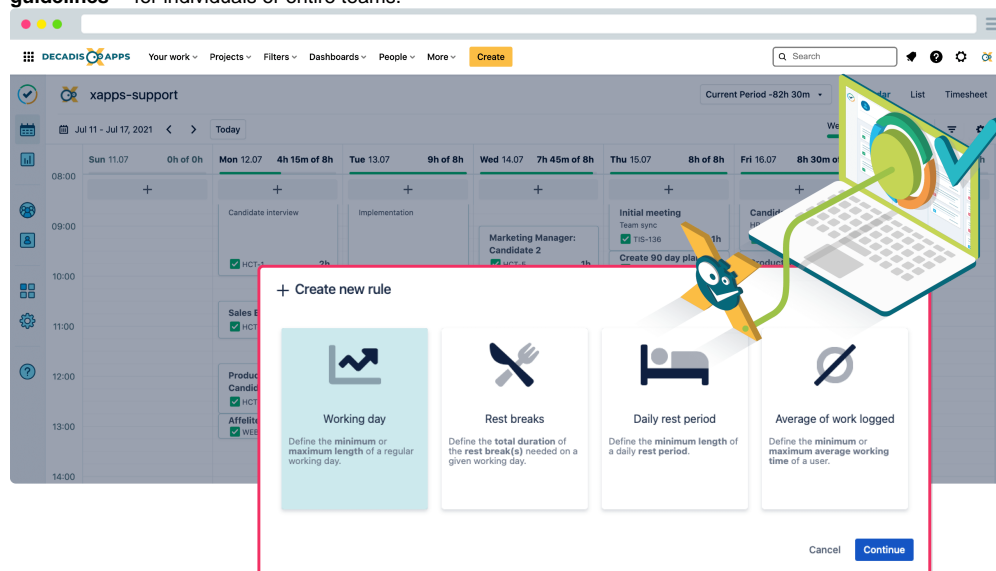 guidelines – for individuals or entire teams.
DECADIS APPS Your work Projects Filters Dashboards People More Create Search
xapps-support Current Period -82h 30m List Timesheet
Jul 11 - Jul 17, 2021 Today
Sun 11.07 0h of 0h Mon 12.07 4h 15m of 8h Tue 13.07 9h of 8h Wed 14.07 7h 45m of 8h Thu 15.07 8h of 8h Fri 16.07 8h 30m of
08:00
+ + + + + +
Candidate interview Implementation Initial meeting
Team sync
09:00 TIS-136 1h
Marketing Manager:
Candidate 2
HCT-1 2h HCT-5 1h Create 90 day plan
10:00
+ Create new rule
11:00
12:00
13:00
14:00
Working day
Define the minimum or
maximum length of a regular
working day.
Rest breaks
Define the total duration of
the rest break(s) needed on a
given working day.
Daily rest period
Define the minimum length of
a daily rest period.
Average of work logged
Define the minimum or
maximum average working
time of a user.
Cancel Continue